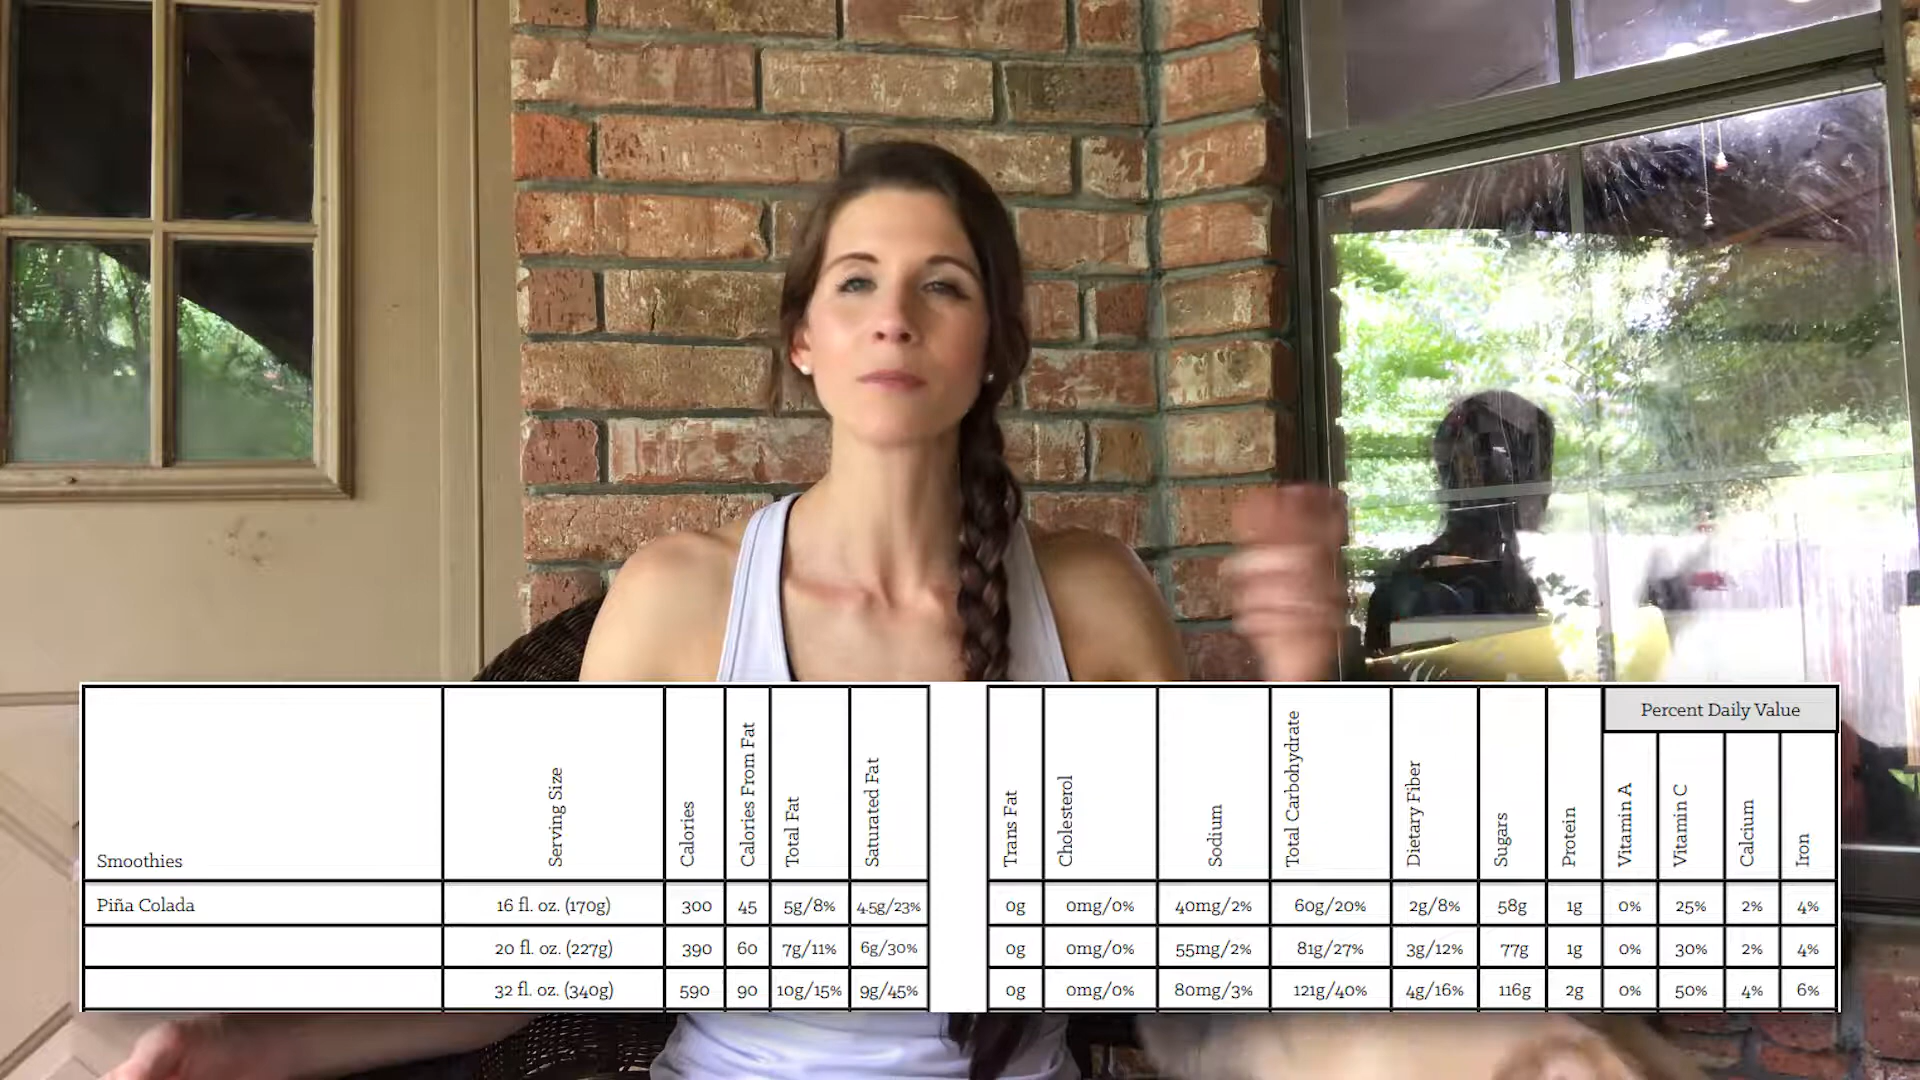 Percent Daily Value
Smoothies Serving Size Calories Calories From Fat Total Fat Saturated Fat Trans Fat Cholesterol Sodium Total Carbohydrate Dietary Fiber Sugars Protein Vitamin A Vitamin C Calcium Iron
Piña Colada 16 fl. oz. (170g) 300 45 5g/8% 4.5g/23% 0g 0mg/0% 40mg/2% 60g/20% 2g/8% 58g 1g 0% 25% 2% 4%
20 fl. oz. (227g) 390 60 7g/11% 6g/30% 0g 0mg/0% 55mg/2% 81g/27% 3g/12% 77g 1g 0% 30% 2% 4%
32 fl. oz. (340g) 590 90 10g/15% 9g/45% 0g 0mg/0% 80mg/3% 121g/40% 4g/16% 116g 2g 0% 50% 4% 6%